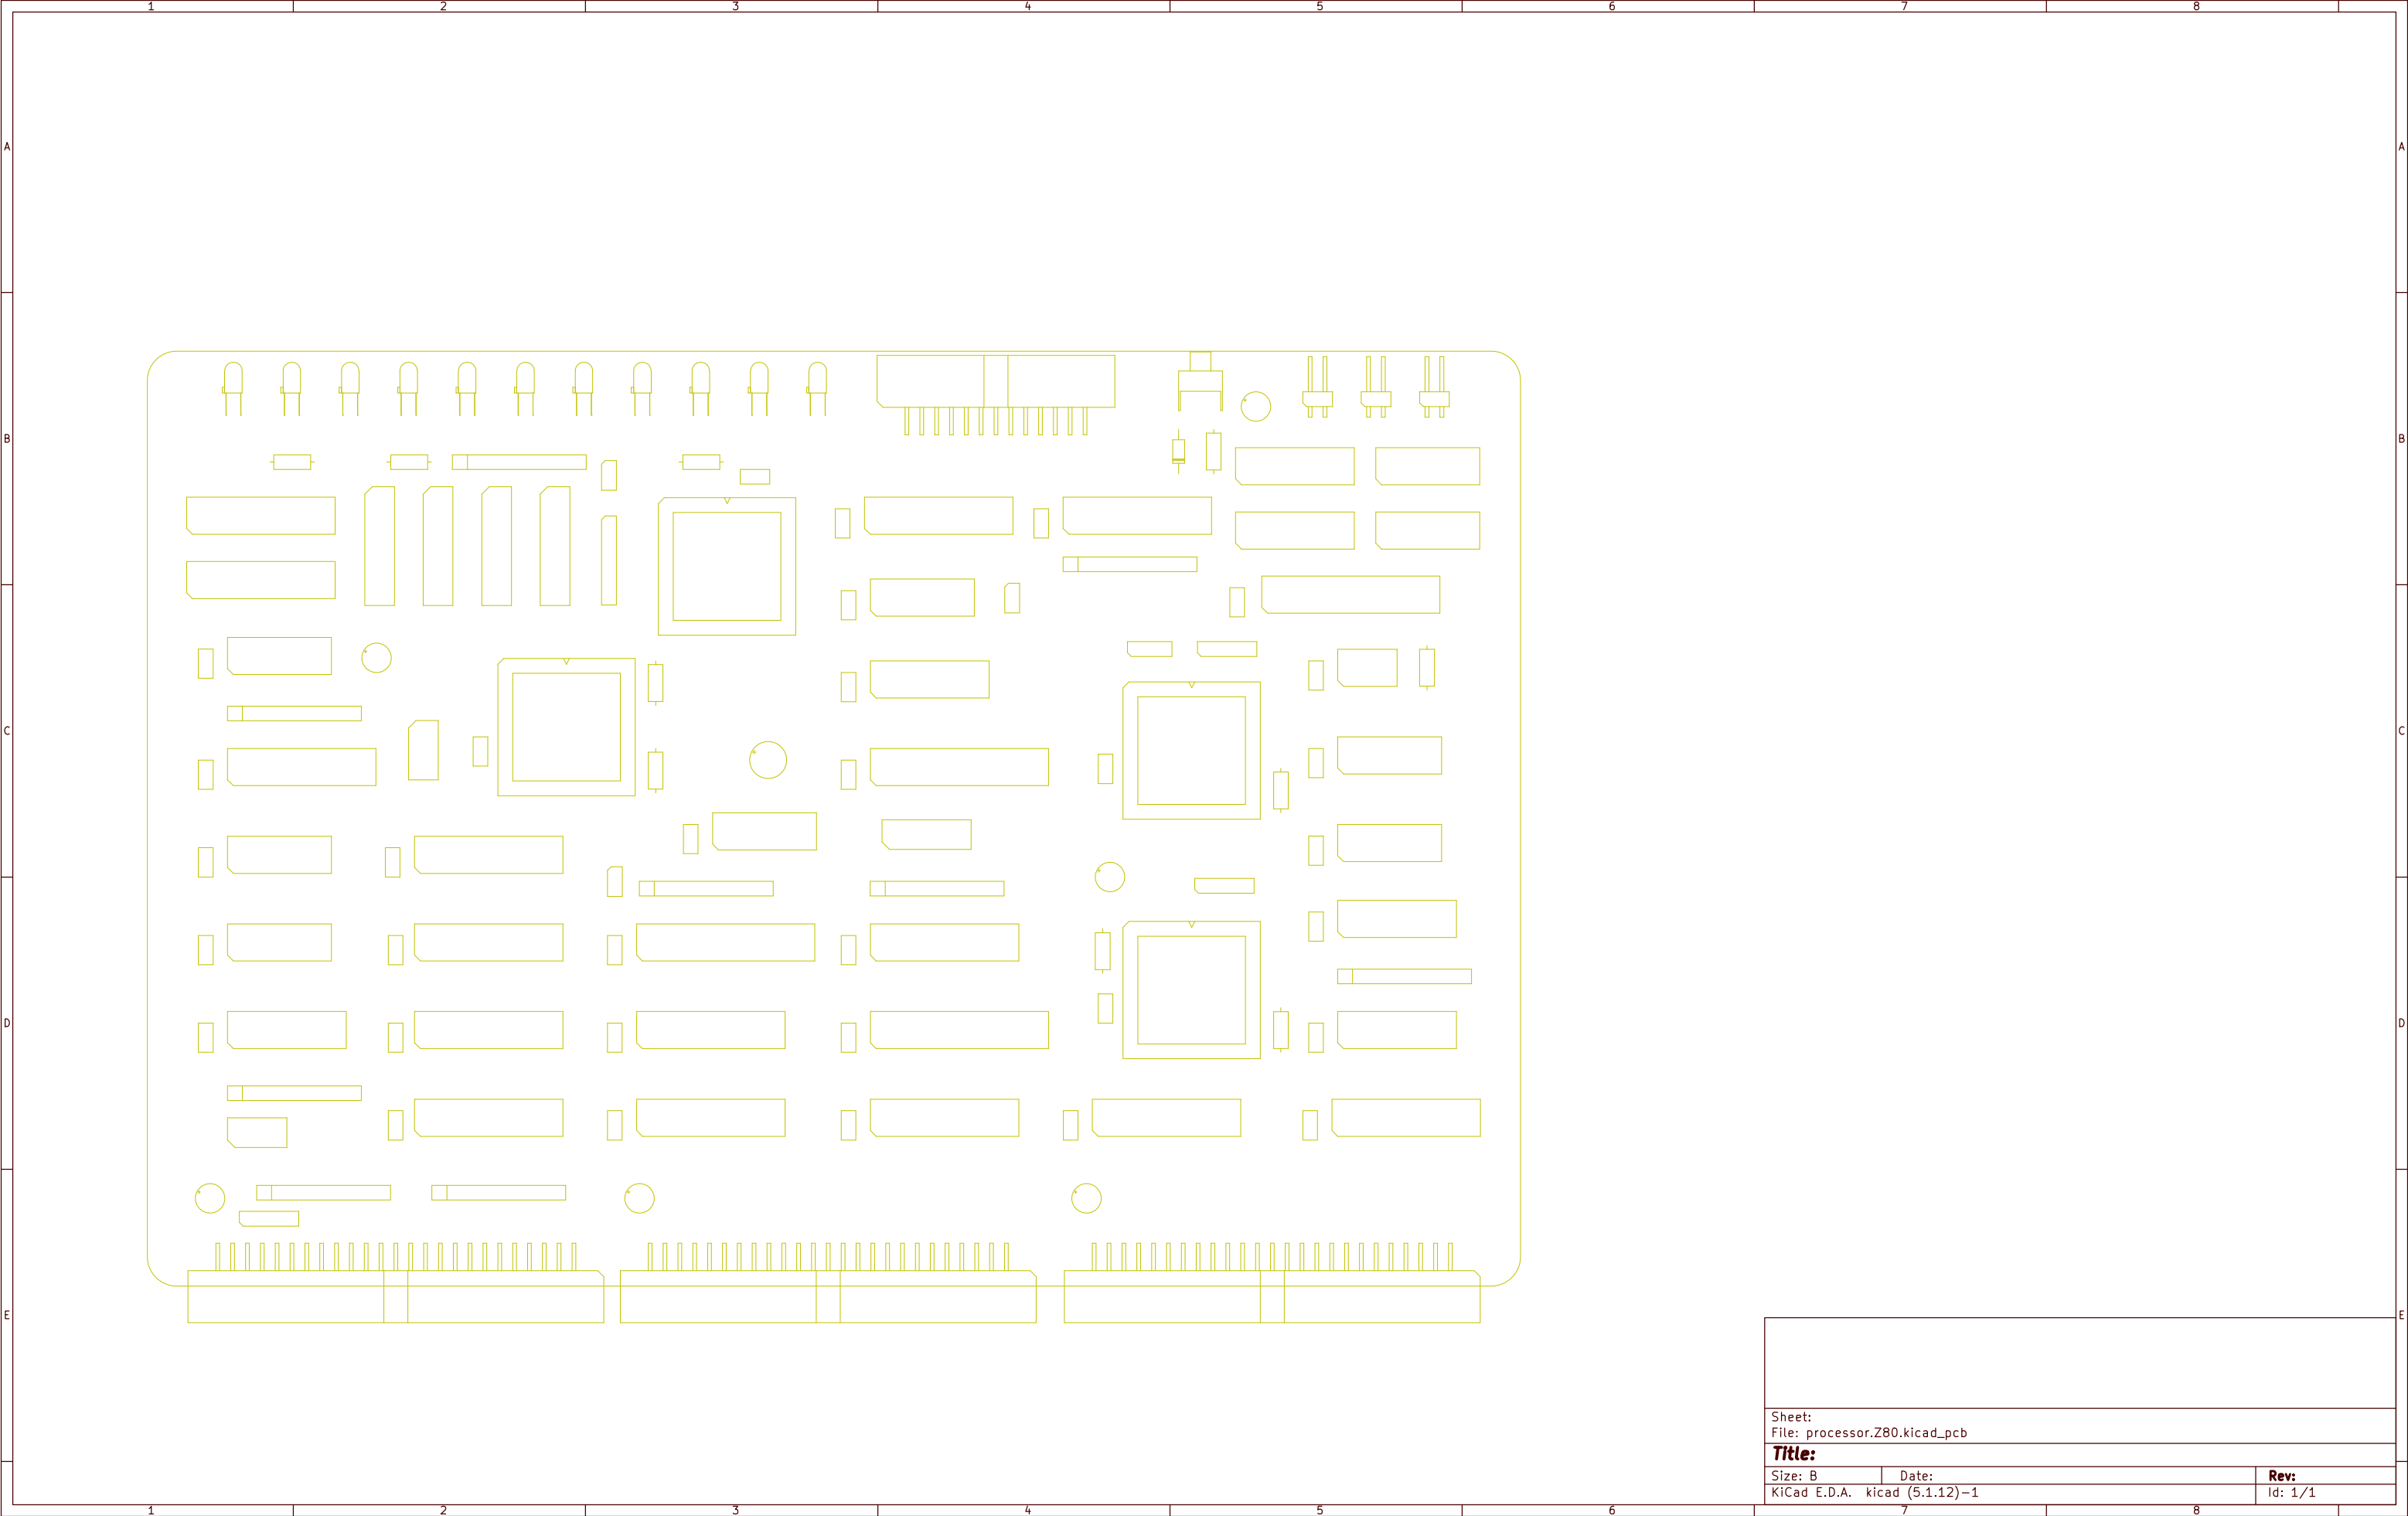 1 2 3 4 5 6 7 8
A A
B B
C C
D D
E E
Sheet:
File: processor.Z80.kicad_pcb
Title:
Size: B Date: Rev:
KiCad E.D.A. kicad (5.1.12)-1 Id: 1/1
1 2 3 4 5 6 7 8